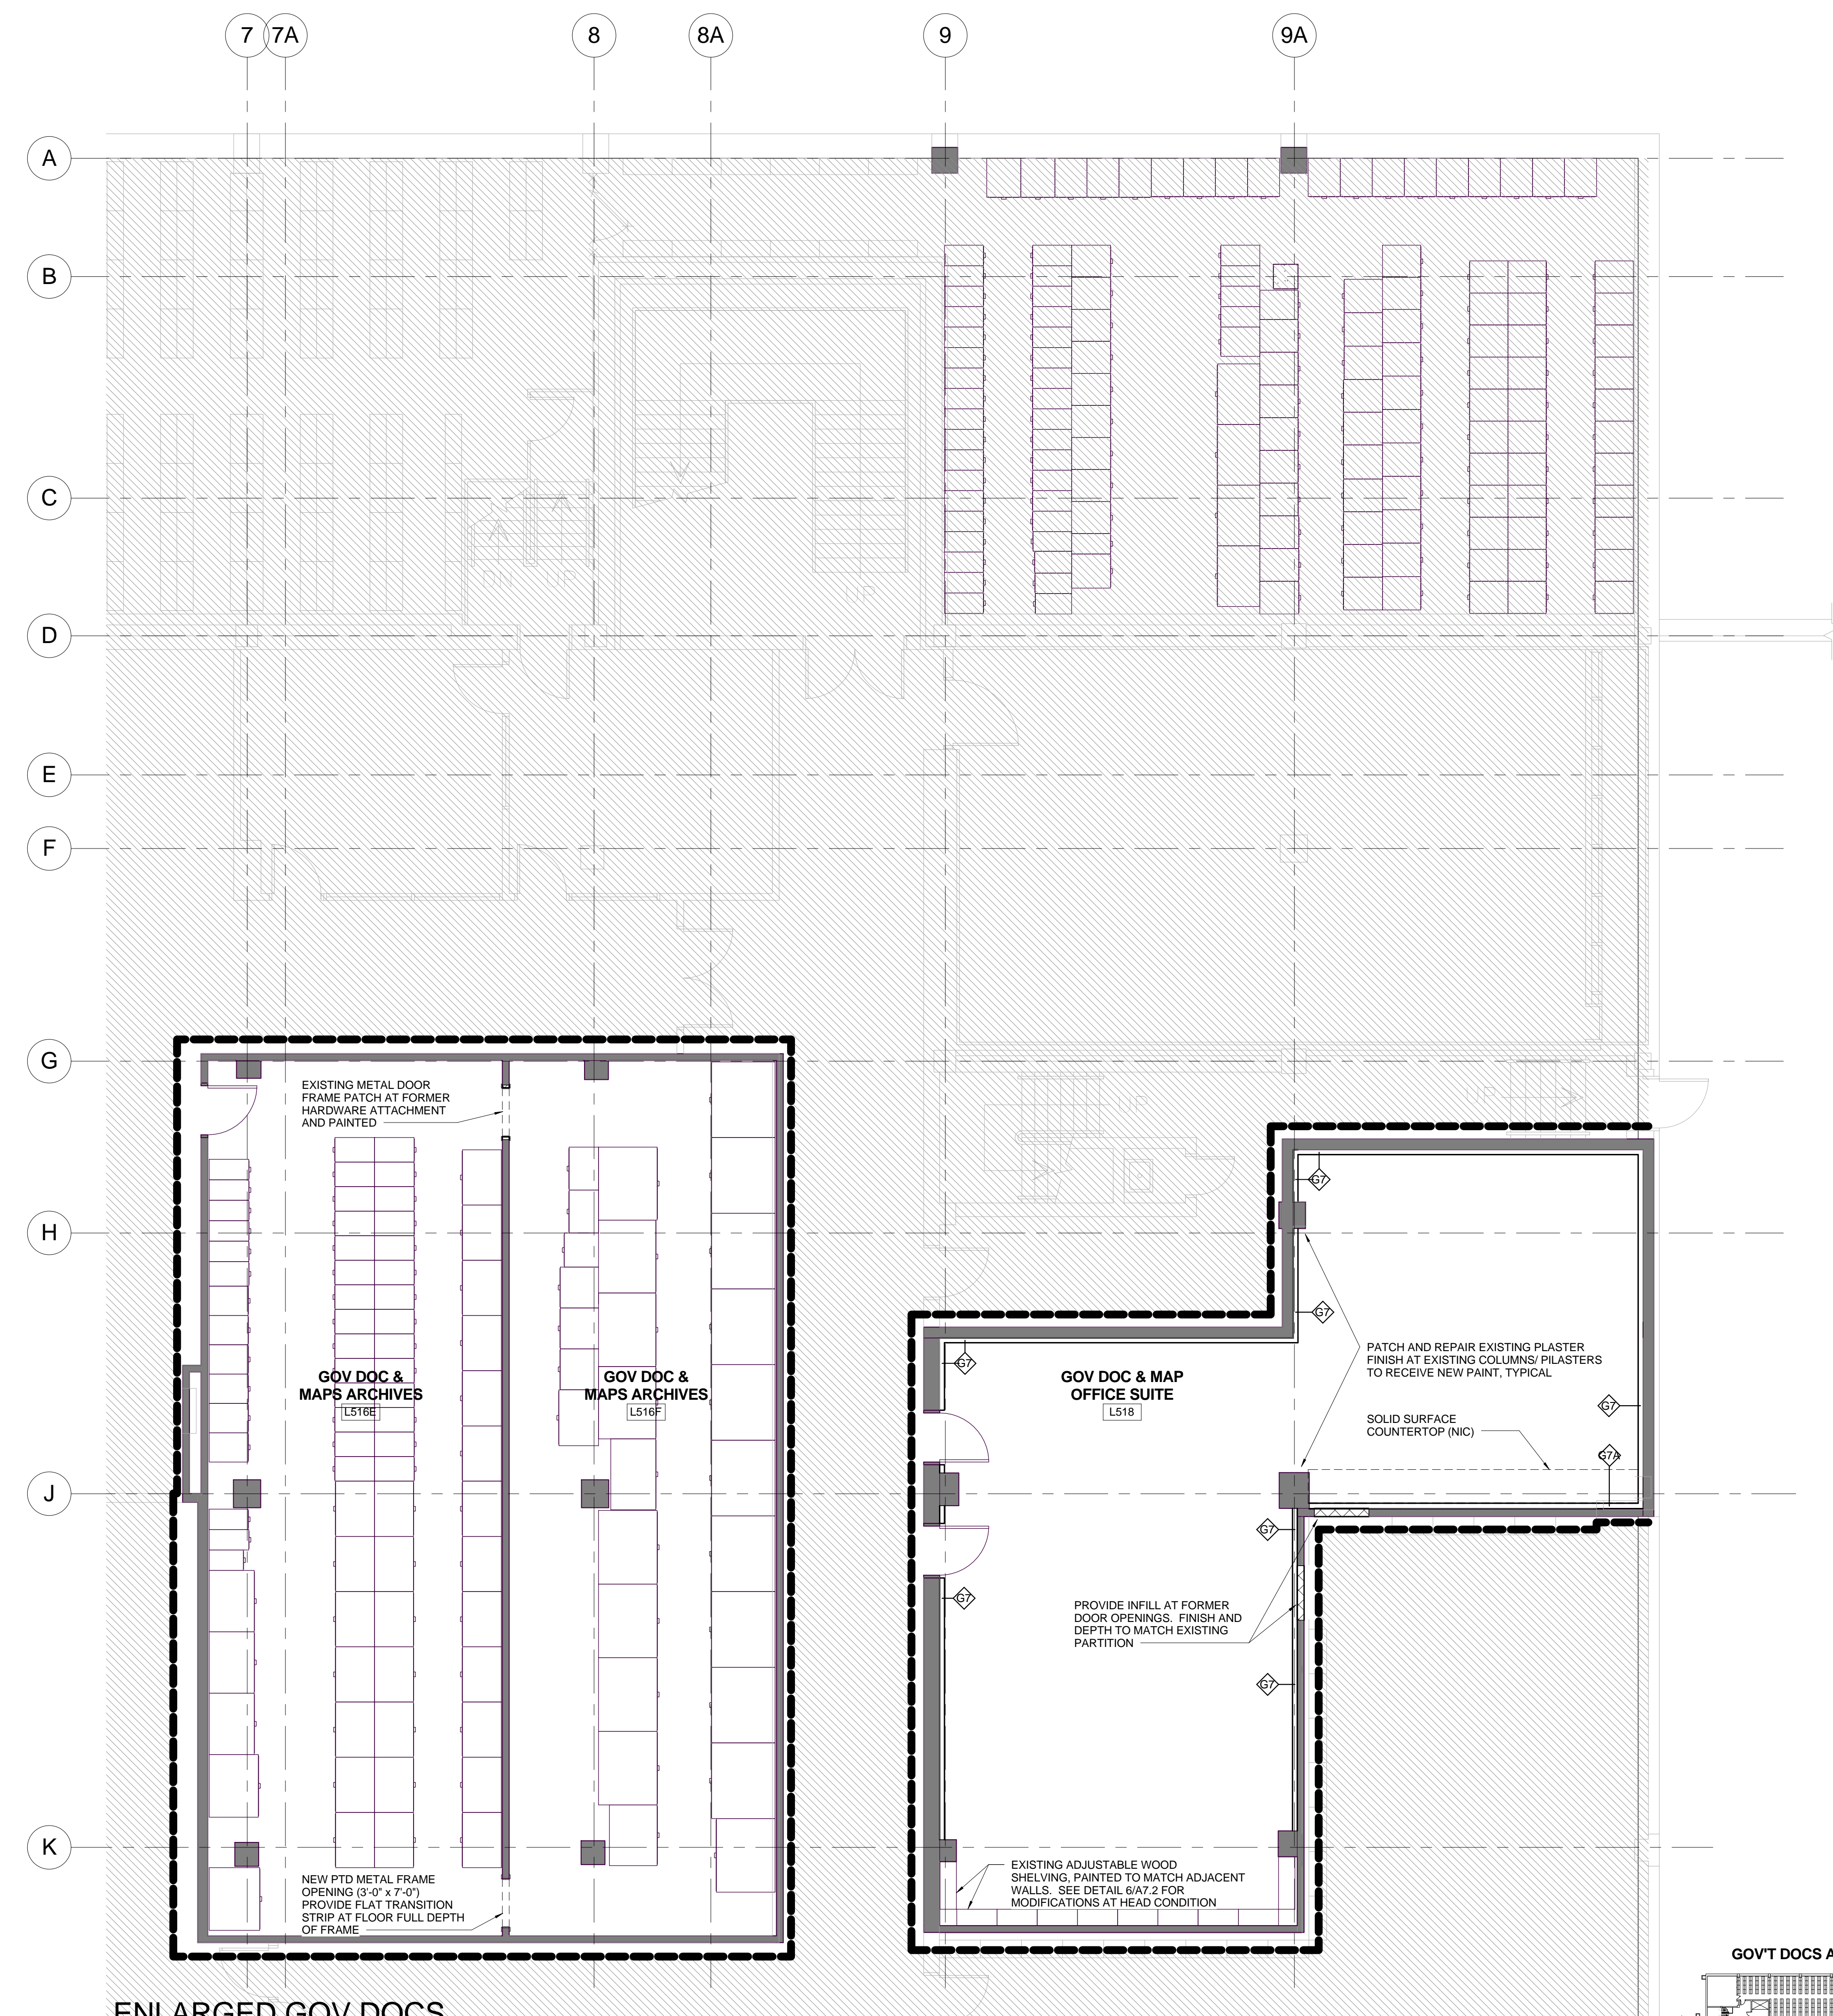 7
7A
8
8A
9
9A
A
B
C
D
E
F
G
H
J
K
DN
UP
UP
UP
UP
EXISTING METAL DOOR
FRAME PATCH AT FORMER
HARDWARE ATTACHMENT
AND PAINTED
GOV DOC &
MAPS ARCHIVES
L516E
GOV DOC &
MAPS ARCHIVES
L516F
GOV DOC & MAP
OFFICE SUITE
L518
G7
G7
G7
G7
G7A
G7
G7
G7
PATCH AND REPAIR EXISTING PLASTER
FINISH AT EXISTING COLUMNS/ PILASTERS
TO RECEIVE NEW PAINT, TYPICAL
SOLID SURFACE
COUNTERTOP (NIC)
PROVIDE INFILL AT FORMER
DOOR OPENINGS. FINISH AND
DEPTH TO MATCH EXISTING
PARTITION
EXISTING ADJUSTABLE WOOD
SHELVING, PAINTED TO MATCH ADJACENT
WALLS. SEE DETAIL 6/A7.2 FOR
MODIFICATIONS AT HEAD CONDITION
NEW PTD METAL FRAME
OPENING (3'-0" x 7'-0")
PROVIDE FLAT TRANSITION
STRIP AT FLOOR FULL DEPTH
OF FRAME
GOV'T DOCS A
ENLARGED GOV DOCS